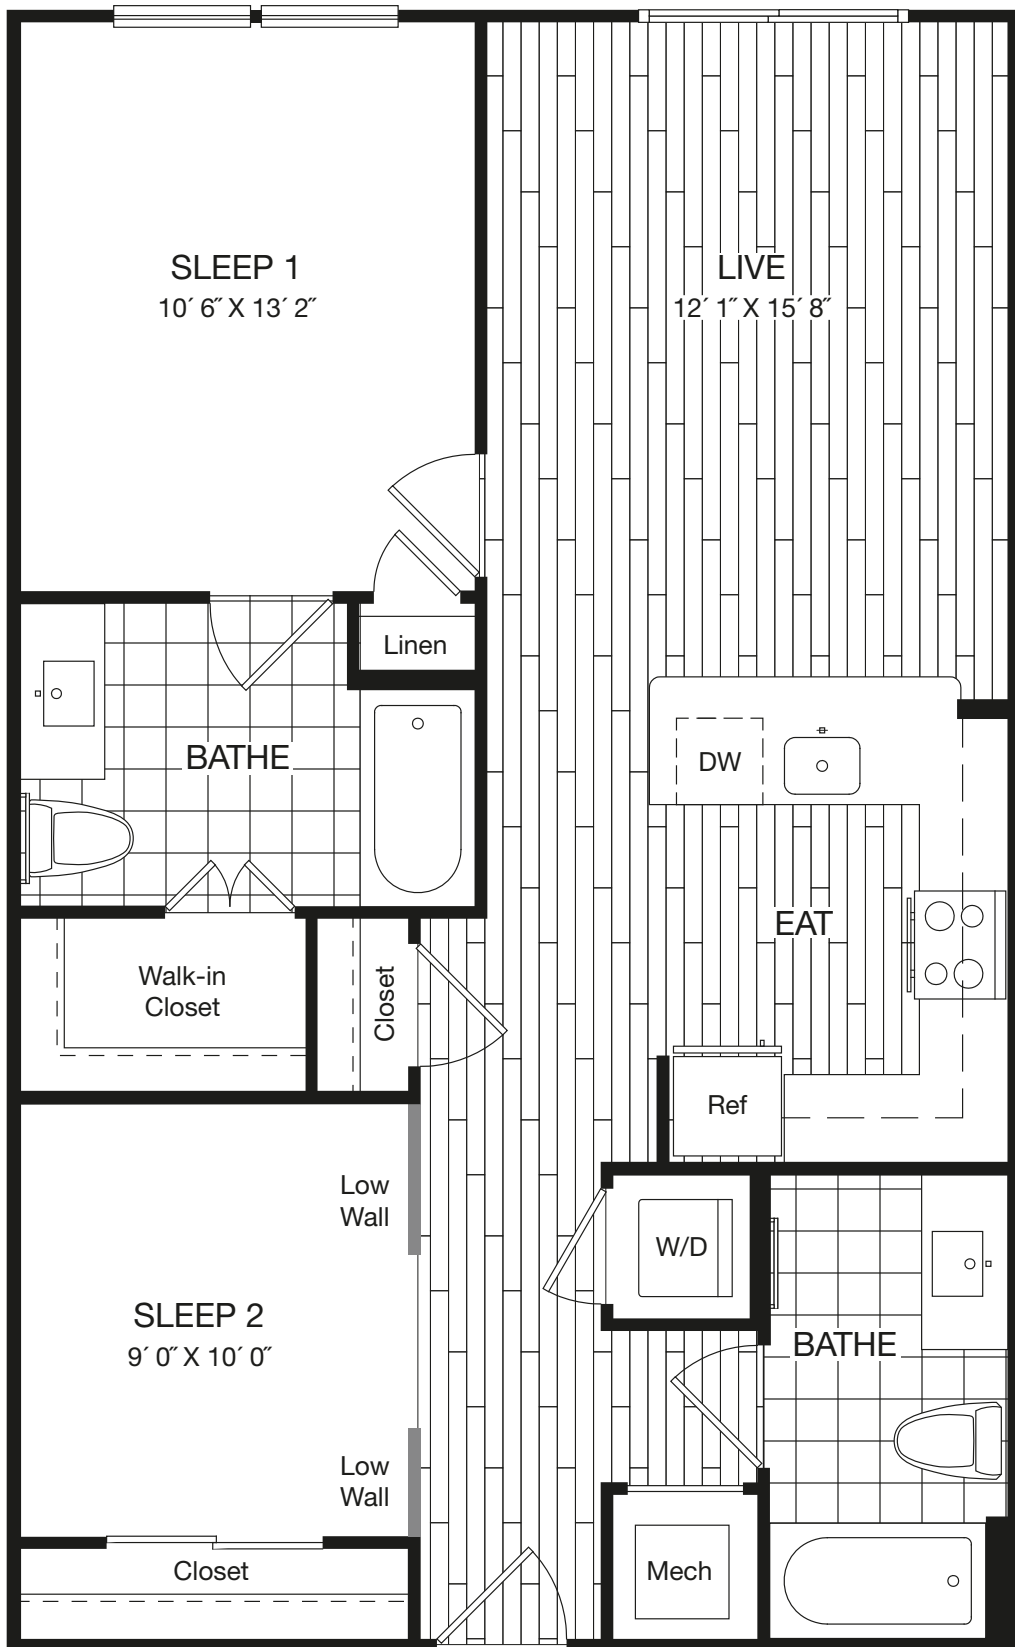 SLEEP 1
10´ 6˝ X 13´ 2˝
LIVE
12´ 1˝ X 15´ 8˝
Linen
BATHE
DW
EAT
Walk-in
Closet
Closet
Ref
Low
Wall
W/D
SLEEP 2
9´ 0˝ X 10´ 0˝
BATHE
Low
Wall
Closet
Mech